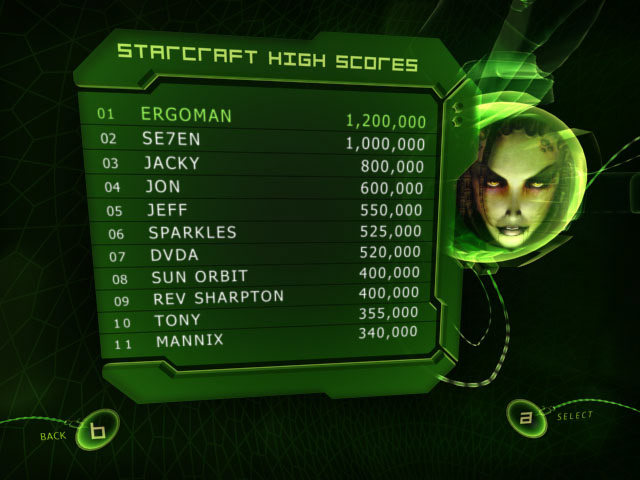 STARCRAFT HIGH SCORES
01 ERGOMAN 1,200,000
02 SE7EN 1,000,000
03 JACKY 800,000
04 JON 600,000
05 JEFF 550,000
06 SPARKLES 525,000
07 DVDA 520,000
08 SUN ORBIT 400,000
09 REV SHARPTON 400,000
10 TONY 355,000
11 MANNIX 340,000
BACK b
a SELECT